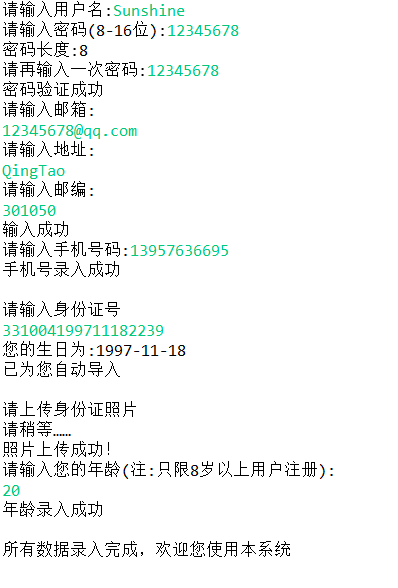 请输入用户名:Sunshine
请输入密码(8-16位):12345678
密码长度:8
请再输入一次密码:12345678
密码验证成功
请输入邮箱:
12345678@qq.com
请输入地址:
QingTao
请输入邮编:
301050
输入成功
请输入手机号码:13957636695
手机号录入成功
请输入身份证号
331004199711182239
您的生日为:1997-11-18
已为您自动导入
请上传身份证照片
请稍等……
照片上传成功!
请输入您的年龄(注:只限8岁以上用户注册):
20
年龄录入成功
所有数据录入完成，欢迎您使用本系统